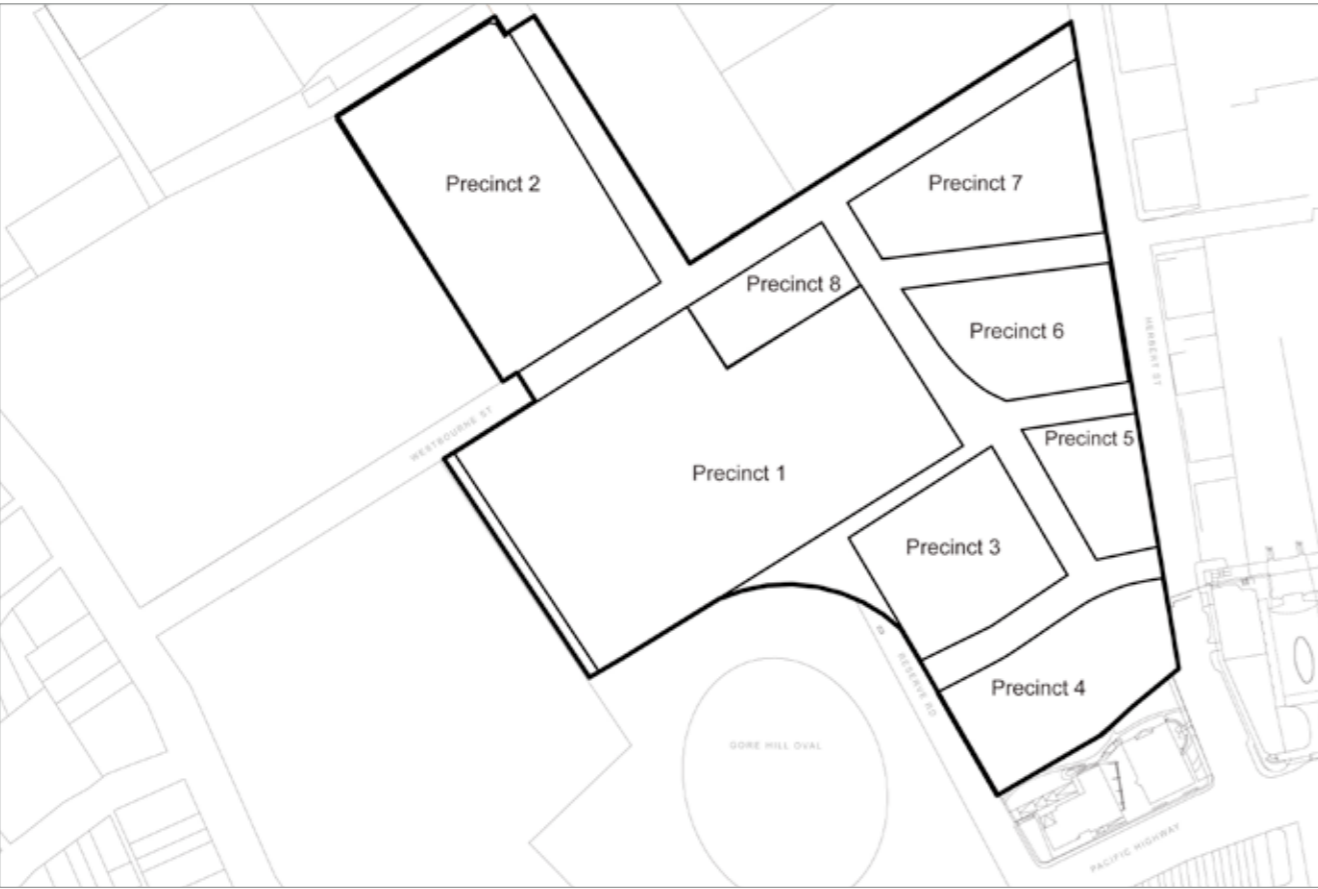 Precinct 2
Precinct 7
Precinct 8
Precinct 6
HERBERT ST
WESTBOURNE ST
Precinct 5
Precinct 1
Precinct 3
RESERVE RD
Precinct 4
GORE HILL OVAL
PACIFIC HIGHWAY